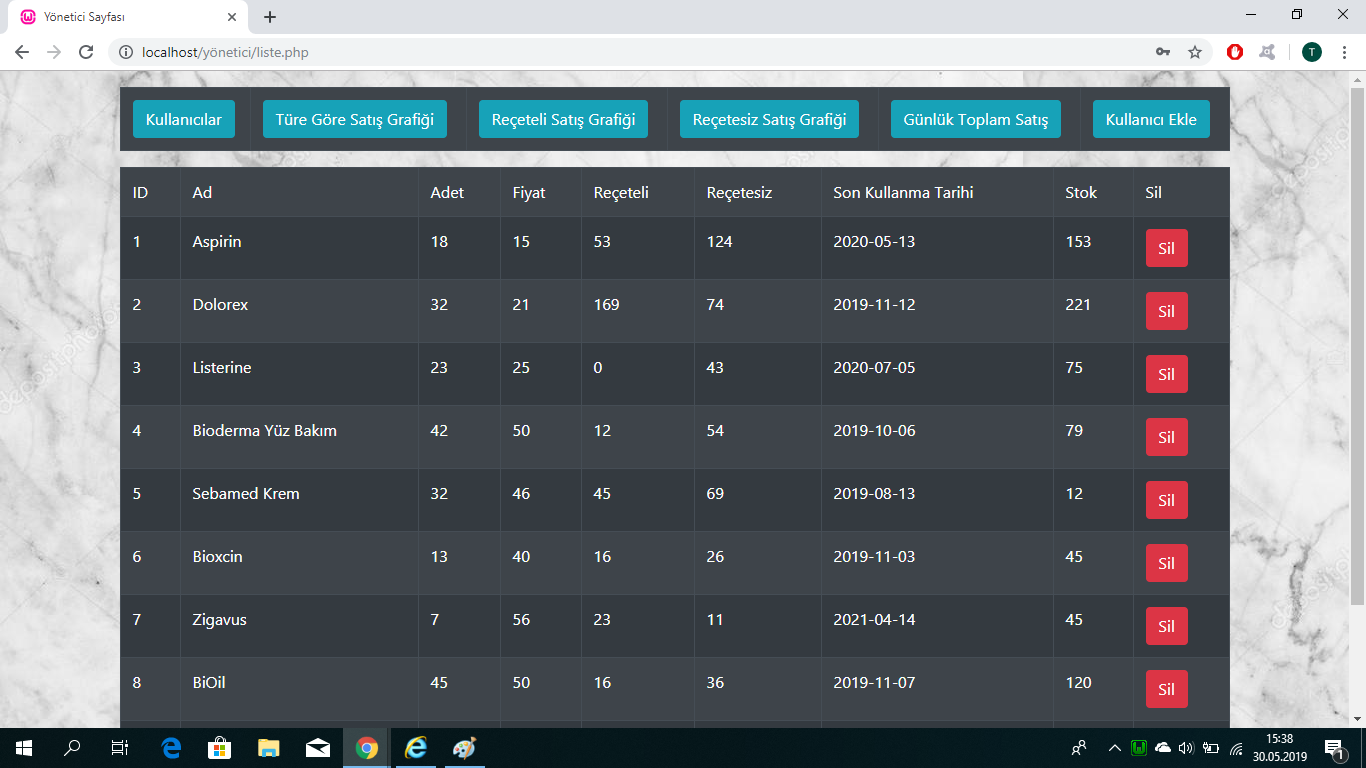 Yönetici Sayfası
localhost/yönetici/liste.php
T
Kullanıcılar Türe Göre Satış Grafiği Reçeteli Satış Grafiği Reçetesiz Satış Grafiği Günlük Toplam Satış Kullanıcı Ekle
ID Ad Adet Fiyat Reçeteli Reçetesiz Son Kullanma Tarihi Stok Sil
1 Aspirin 18 15 53 124 2020-05-13 153 Sil
2 Dolorex 32 21 169 74 2019-11-12 221 Sil
3 Listerine 23 25 0 43 2020-07-05 75 Sil
4 Bioderma Yüz Bakım 42 50 12 54 2019-10-06 79 Sil
5 Sebamed Krem 32 46 45 69 2019-08-13 12 Sil
6 Bioxcin 13 40 16 26 2019-11-03 45 Sil
7 Zigavus 7 56 23 11 2021-04-14 45 Sil
8 BiOil 45 50 16 36 2019-11-07 120 Sil
15:38
30.05.2019
1